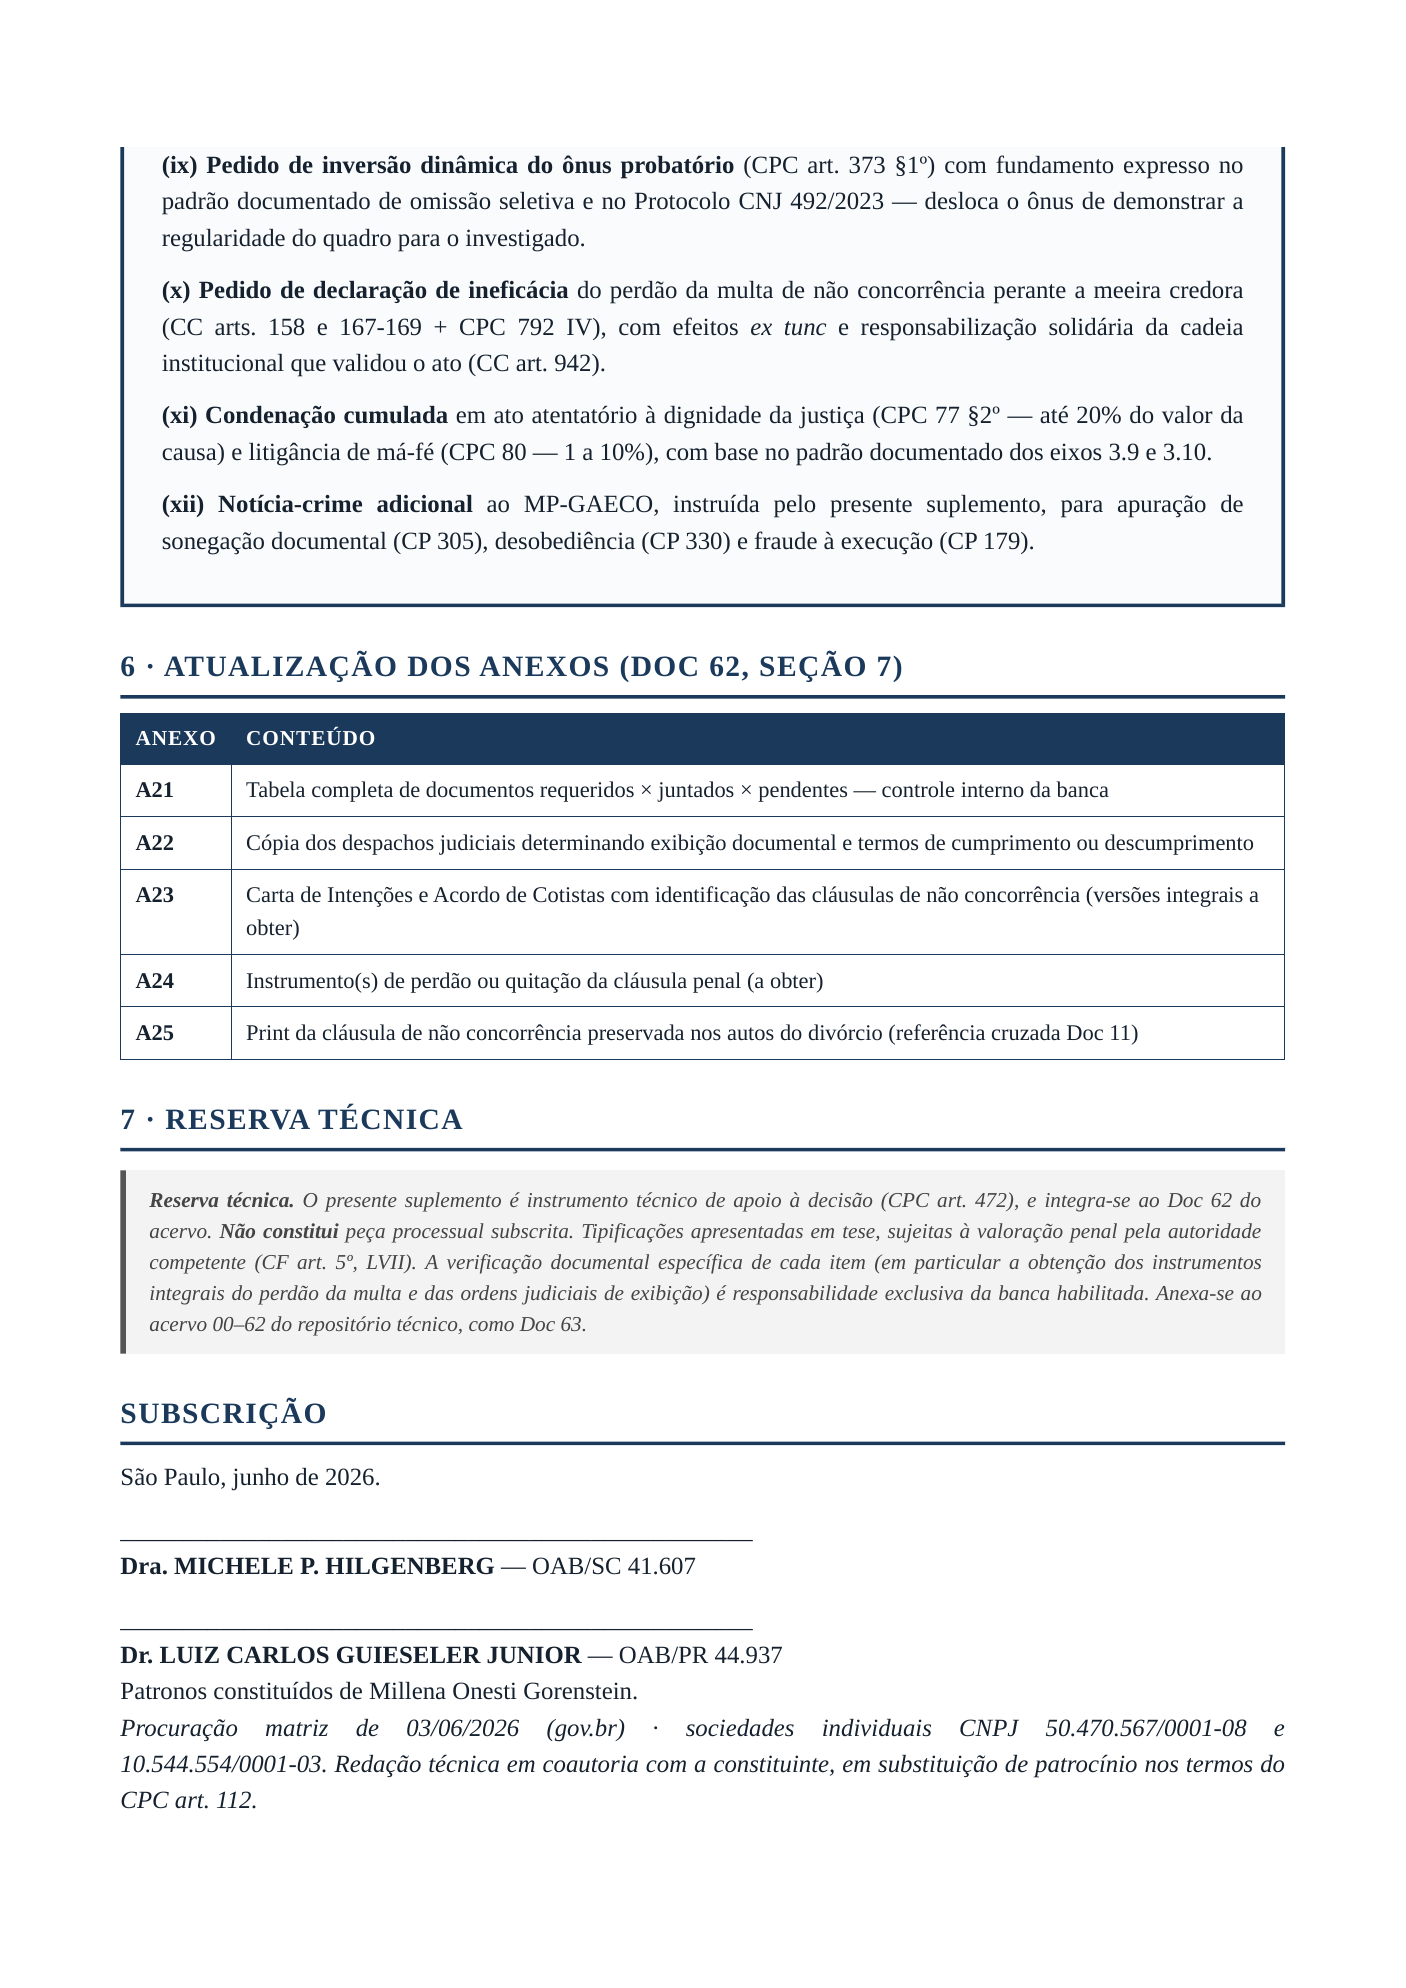 (ix) Pedido de inversão dinâmica do ônus probatório (CPC art. 373 §1º) com fundamento expresso no
padrão documentado de omissão seletiva e no Protocolo CNJ 492/2023 — desloca o ônus de demonstrar a
regularidade do quadro para o investigado.
(x) Pedido de declaração de ineficácia do perdão da multa de não concorrência perante a meeira credora
(CC arts. 158 e 167-169 + CPC 792 IV), com efeitos ex tunc e responsabilização solidária da cadeia
institucional que validou o ato (CC art. 942).
(xi) Condenação cumulada em ato atentatório à dignidade da justiça (CPC 77 §2º — até 20% do valor da
causa) e litigância de má-fé (CPC 80 — 1 a 10%), com base no padrão documentado dos eixos 3.9 e 3.10.
(xii) Notícia-crime adicional ao MP-GAECO, instruída pelo presente suplemento, para apuração de
sonegação documental (CP 305), desobediência (CP 330) e fraude à execução (CP 179).
6 · ATUALIZAÇÃO DOS ANEXOS (DOC 62, SEÇÃO 7)
ANEXO CONTEÚDO
A21 Tabela completa de documentos requeridos × juntados × pendentes — controle interno da banca
A22 Cópia dos despachos judiciais determinando exibição documental e termos de cumprimento ou descumprimento
A23 Carta de Intenções e Acordo de Cotistas com identificação das cláusulas de não concorrência (versões integrais a
obter)
A24 Instrumento(s) de perdão ou quitação da cláusula penal (a obter)
A25 Print da cláusula de não concorrência preservada nos autos do divórcio (referência cruzada Doc 11)
7 · RESERVA TÉCNICA
Reserva técnica. O presente suplemento é instrumento técnico de apoio à decisão (CPC art. 472), e integra-se ao Doc 62 do
acervo. Não constitui peça processual subscrita. Tipificações apresentadas em tese, sujeitas à valoração penal pela autoridade
competente (CF art. 5º, LVII). A verificação documental específica de cada item (em particular a obtenção dos instrumentos
integrais do perdão da multa e das ordens judiciais de exibição) é responsabilidade exclusiva da banca habilitada. Anexa-se ao
acervo 00–62 do repositório técnico, como Doc 63.
SUBSCRIÇÃO
São Paulo, junho de 2026.
Dra. MICHELE P. HILGENBERG — OAB/SC 41.607
Dr. LUIZ CARLOS GUIESELER JUNIOR — OAB/PR 44.937
Patronos constituídos de Millena Onesti Gorenstein.
Procuração matriz de 03/06/2026 (gov.br) · sociedades individuais CNPJ 50.470.567/0001-08 e
10.544.554/0001-03. Redação técnica em coautoria com a constituinte, em substituição de patrocínio nos termos do
CPC art. 112.